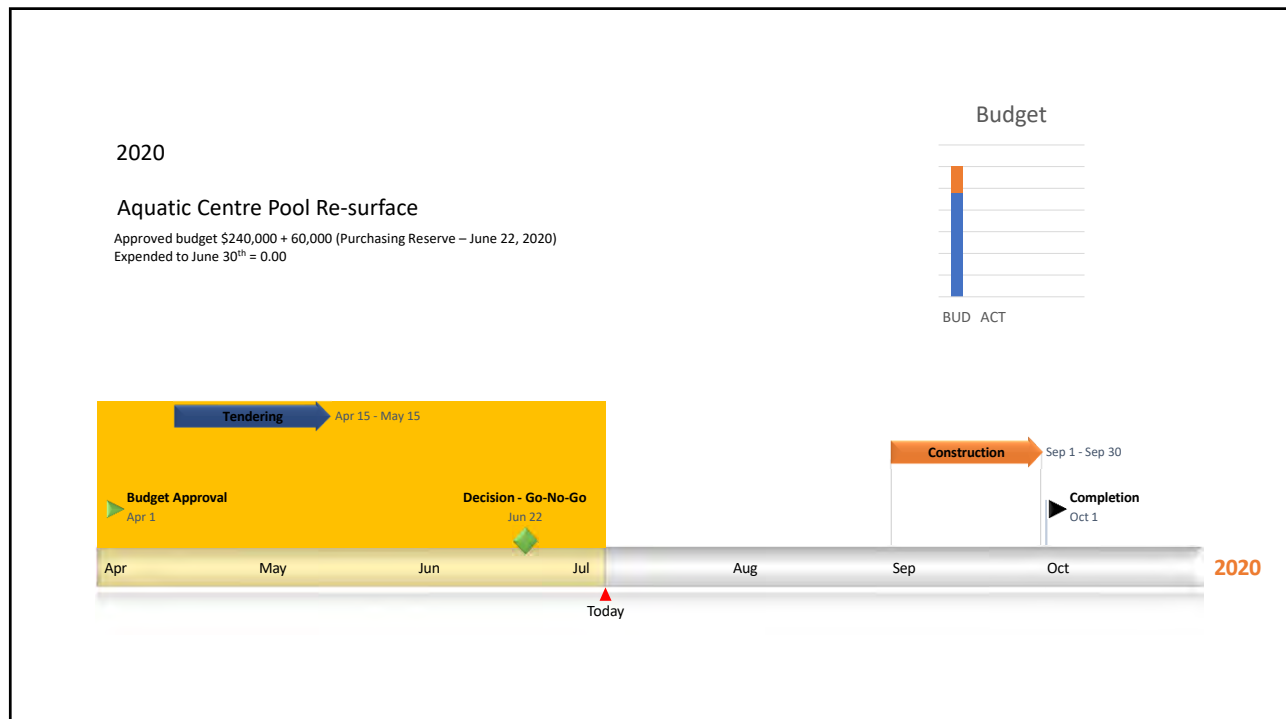 Budget
2020
Aquatic Centre Pool Re-surface
Approved budget $240,000 + 60,000 (Purchasing Reserve – June 22, 2020)
Expended to June 30th = 0.00
BUD ACT
Tendering Apr 15 - May 15
Construction Sep 1 - Sep 30
Budget Approval
Apr 1
Decision - Go-No-Go
Jun 22
Completion
Oct 1
Apr May Jun Jul Aug Sep Oct 2020
Today